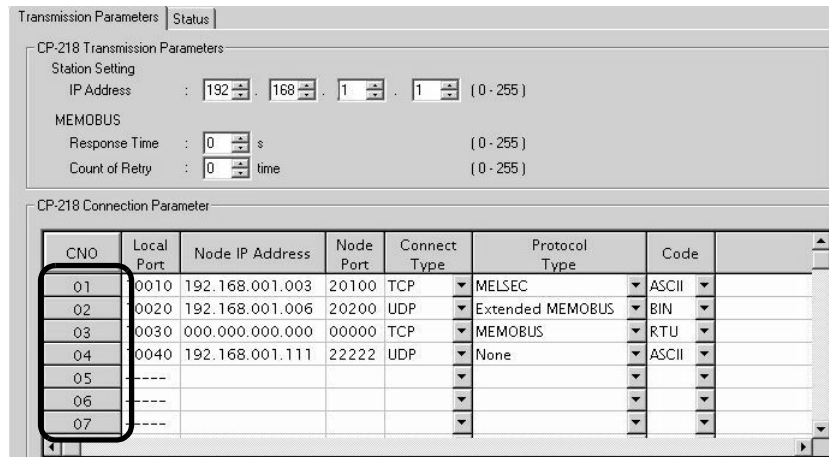 Transmission Parameters Status
CP-218 Transmission Parameters
Station Setting
IP Address : 192 . 168 . 1 . 1 ( 0 - 255 )
MEMOBUS
Response Time : 0 s ( 0 - 255 )
Count of Retry : 0 time ( 0 - 255 )
CP-218 Connection Parameter
CNO Local Port Node IP Address Node Port Connect Type Protocol Type Code
01 0010 192.168.001.003 20100 TCP MELSEC ASCII
02 0020 192.168.001.006 20200 UDP Extended MEMOBUS BIN
03 0030 000.000.000.000 00000 TCP MEMOBUS RTU
04 0040 192.168.001.111 22222 UDP None ASCII
05 -----
06 -----
07 -----